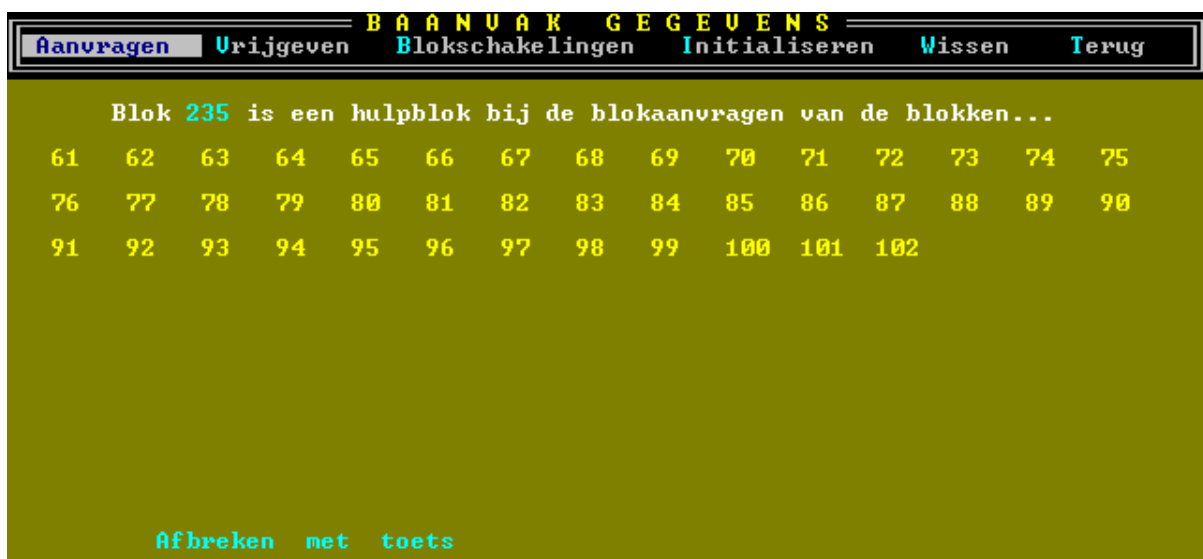 BAANVAK GEGEVENS
Aanvragen Vrijgeven Blokschakelingen Initialiseren Wissen Terug
Blok 235 is een hulpblok bij de blokaanvragen van de blokken...
61 62 63 64 65 66 67 68 69 70 71 72 73 74 75
76 77 78 79 80 81 82 83 84 85 86 87 88 89 90
91 92 93 94 95 96 97 98 99 100 101 102
Afbreken met toets